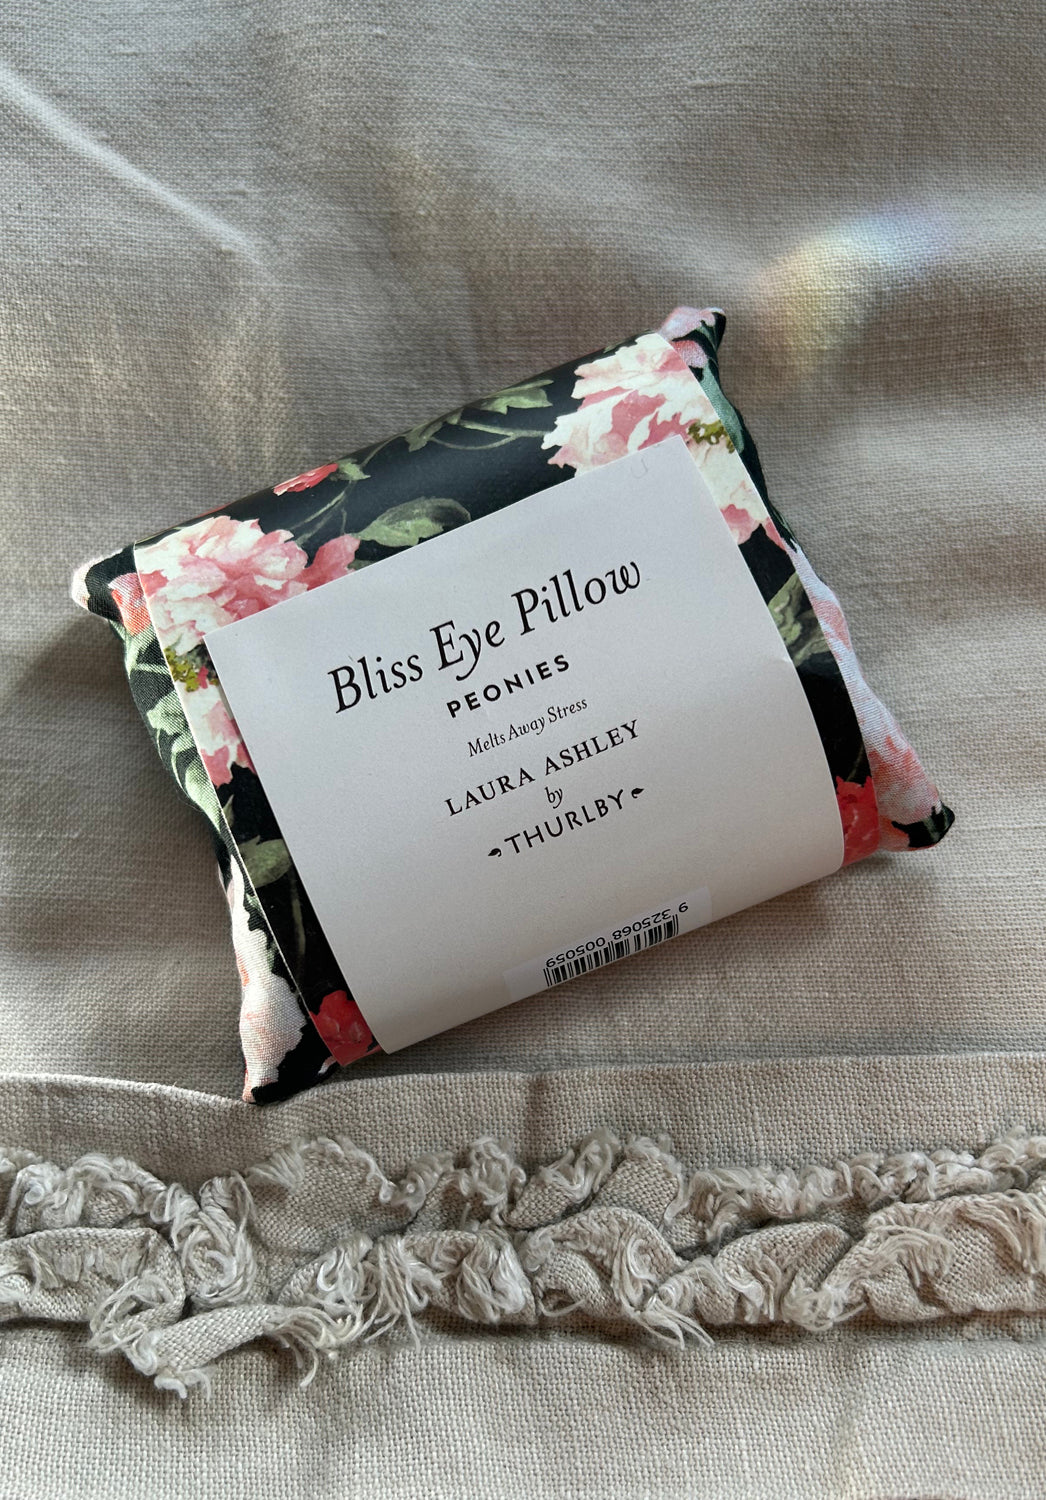 Bliss Eye Pillow
PEONIES
Melts Away Stress
LAURA ASHLEY
by
THURLBY
9 325068 005059